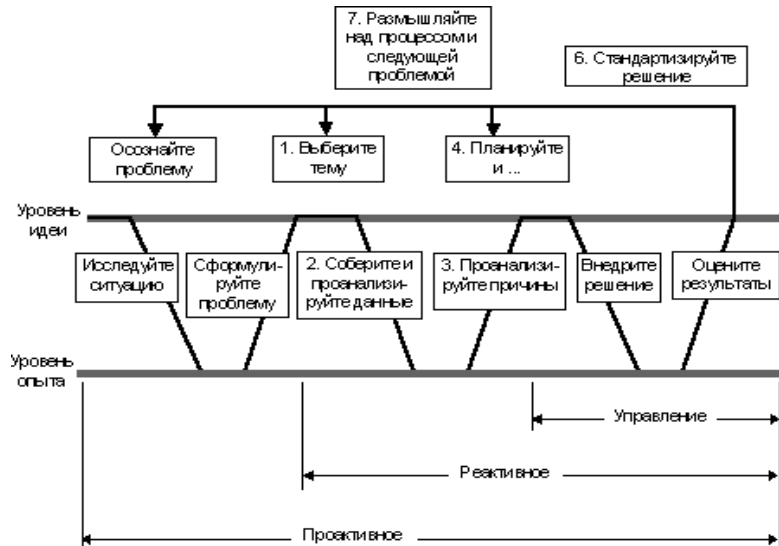 7. Размышляйте
над процессом и
следующей
проблемой
6. Стандартизируйте
решение
Осознайте
проблему
1. Выберите
тему
4. Планируйте
и ...
Уровень
идеи
Исследуйте
ситуацию
Сформули-
руйте
проблему
2. Соберите и
проанализи-
руйте данные
3. Проанализи-
руйте причины
Внедрите
решение
Оцените
результаты
Уровень
опыта
Управление
Реактивное
Проактивное